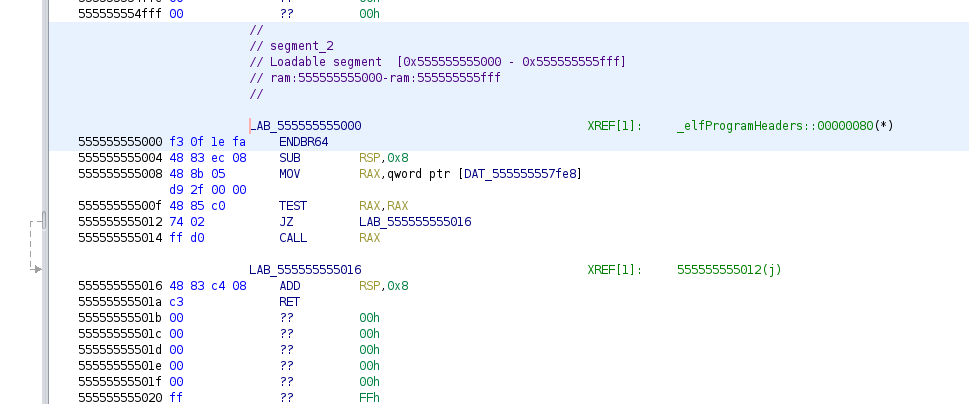 555555554fff 00 ?? 00h
//
// segment_2
// Loadable segment [0x555555555000 - 0x555555555fff]
// ram:555555555000-ram:555555555fff
//
LAB_555555555000 XREF[1]: _elfProgramHeaders::00000080(*)
555555555000 f3 0f 1e fa ENDBR64
555555555004 48 83 ec 08 SUB RSP,0x8
555555555008 48 8b 05 MOV RAX,qword ptr [DAT_555555557fe8]
d9 2f 00 00
55555555500f 48 85 c0 TEST RAX,RAX
555555555012 74 02 JZ LAB_555555555016
555555555014 ff d0 CALL RAX
LAB_555555555016 XREF[1]: 555555555012(j)
555555555016 48 83 c4 08 ADD RSP,0x8
55555555501a c3 RET
55555555501b 00 ?? 00h
55555555501c 00 ?? 00h
55555555501d 00 ?? 00h
55555555501e 00 ?? 00h
55555555501f 00 ?? 00h
555555555020 ff ?? FFh